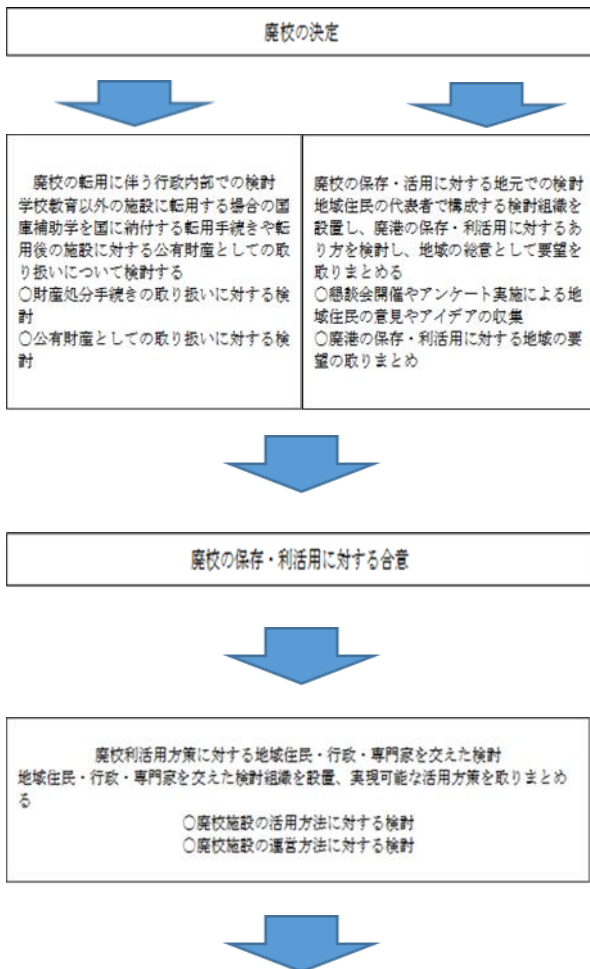 廃校の決定
廃校の転用に伴う行政内部での検討
学校教育以外の施設に転用する場合の国
庫補助学を国に納付する転用手続きや転
用後の施設に対する公有財産としての取
り扱いについて検討する
○財産処分手続きの取り扱いに対する検
討
○公有財産としての取り扱いに対する検
討
廃校の保存・活用に対する地元での検討
地域住民の代表者で構成する検討組織を
設置し、廃港の保存・利活用に対するあ
り方を検討し、地域の総意として要望を
取りまとめる
○懇談会開催やアンケート実施による地
域住民の意見やアイデアの収集
○廃港の保存・利活用に対する地域の要
望の取りまとめ
廃校の保存・利活用に対する合意
廃校利活用方策に対する地域住民・行政・専門家を交えた検討
地域住民・行政・専門家を交えた検討組織を設置、実現可能な活用方策を取りまとめ
る
○廃校施設の活用方法に対する検討
○廃校施設の運営方法に対する検討